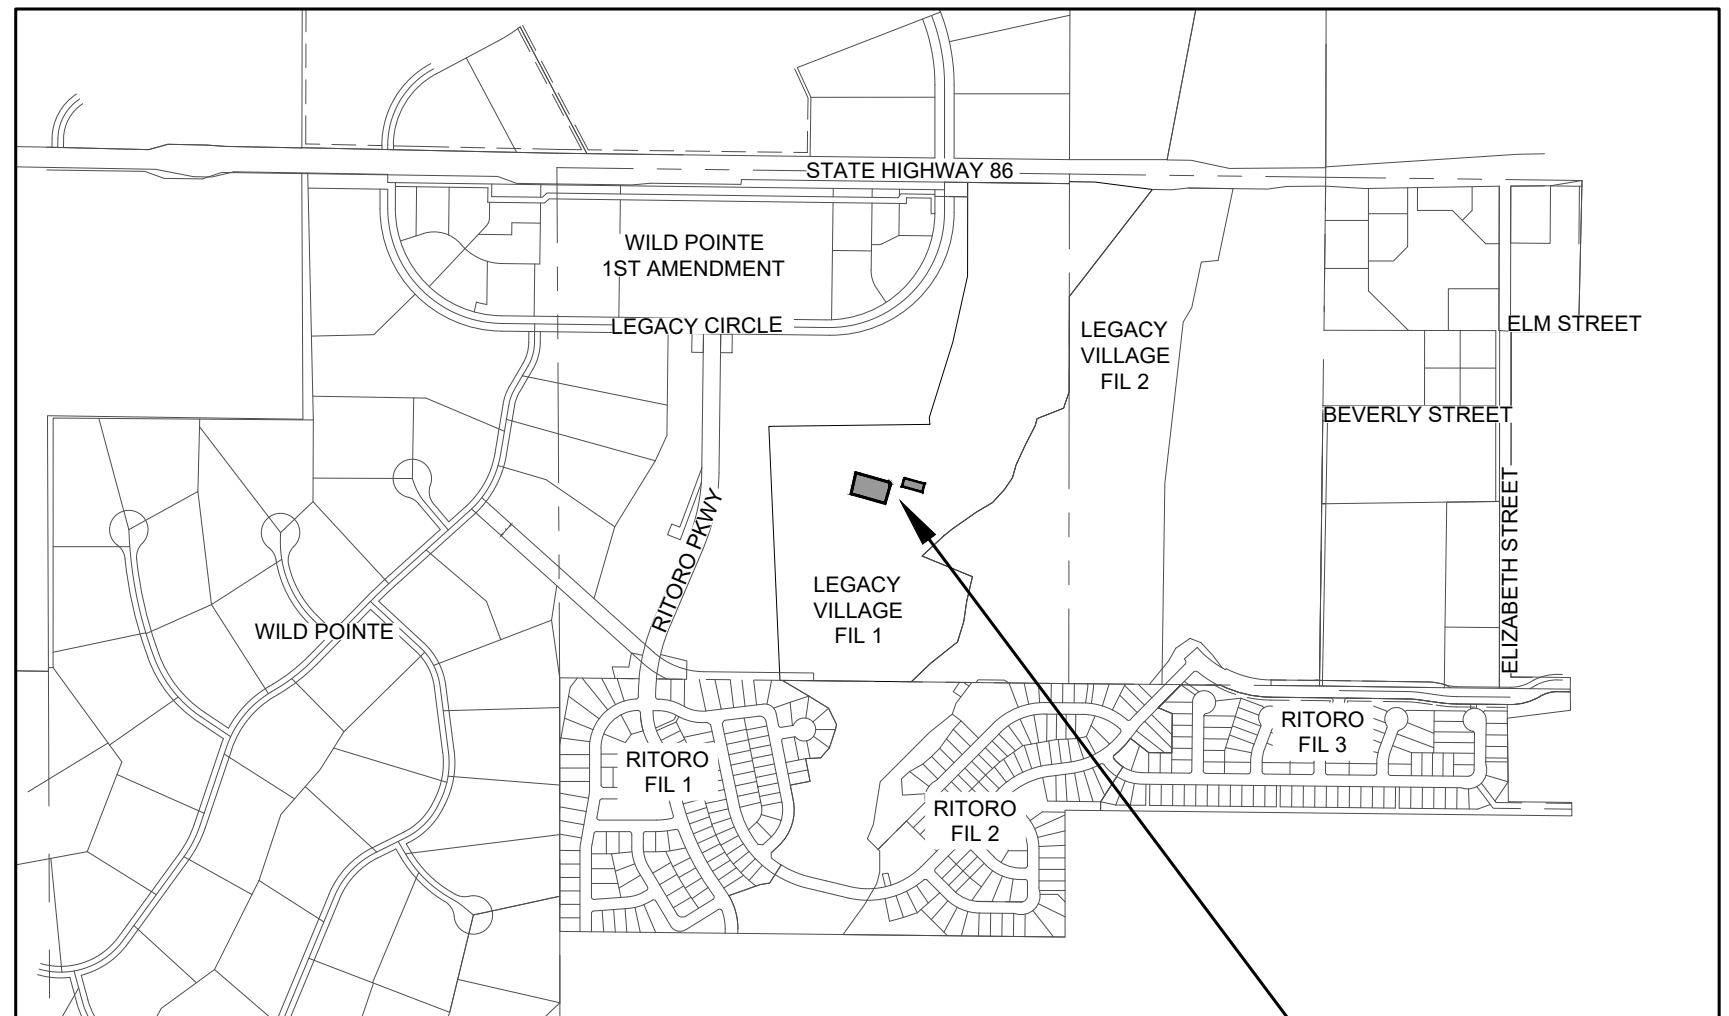 STATE HIGHWAY 86
WILD POINTE
1ST AMENDMENT
LEGACY CIRCLE
LEGACY
VILLAGE
FIL 2
ELM STREET
BEVERLY STREET
ELIZABETH STREET
RITORO PKWY
LEGACY
VILLAGE
FIL 1
WILD POINTE
RITORO
FIL 1
RITORO
FIL 2
RITORO
FIL 3